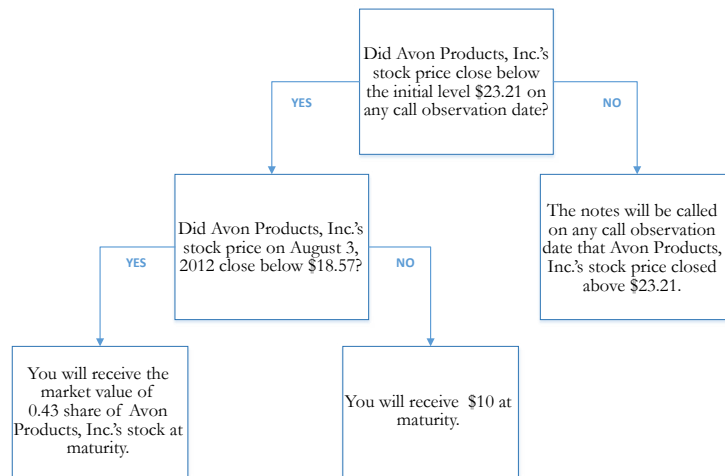 Did Avon Products, Inc.'s
stock price close below
the initial level $23.21 on
any call observation date?
YES
NO
Did Avon Products, Inc.'s
stock price on August 3,
2012 close below $18.57?
The notes will be called
on any call observation
date that Avon Products,
Inc.'s stock price closed
above $23.21.
YES
NO
You will receive the
market value of
0.43 share of Avon
Products, Inc.'s stock at
maturity.
You will receive $10 at
maturity.